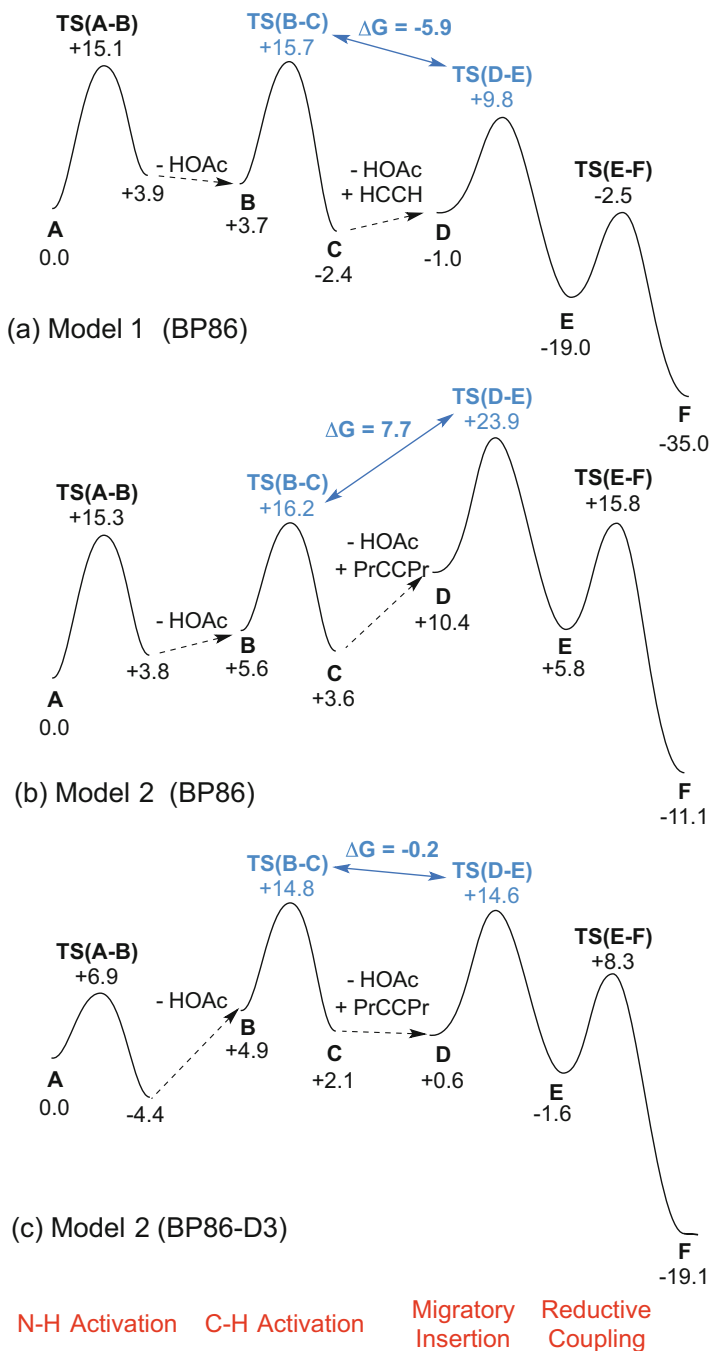 TS(A-B)
+15.1
TS(B-C)
+15.7
ΔG = -5.9
TS(D-E)
+9.8
- HOAc
- HOAc
+ HCCH
TS(E-F)
-2.5
A
0.0
+3.9
B
+3.7
C
-2.4
D
-1.0
E
-19.0
F
-35.0
(a) Model 1 (BP86)
TS(D-E)
+23.9
ΔG = 7.7
TS(A-B)
+15.3
TS(B-C)
+16.2
TS(E-F)
+15.8
- HOAc
- HOAc
+ PrCCPr
A
0.0
+3.8
B
+5.6
C
+3.6
D
+10.4
E
+5.8
F
-11.1
(b) Model 2 (BP86)
TS(B-C)
+14.8
ΔG = -0.2
TS(D-E)
+14.6
TS(A-B)
+6.9
TS(E-F)
+8.3
- HOAc
- HOAc
+ PrCCPr
A
0.0
-4.4
B
+4.9
C
+2.1
D
+0.6
E
-1.6
F
-19.1
(c) Model 2 (BP86-D3)
N-H Activation
C-H Activation
Migratory
Insertion
Reductive
Coupling